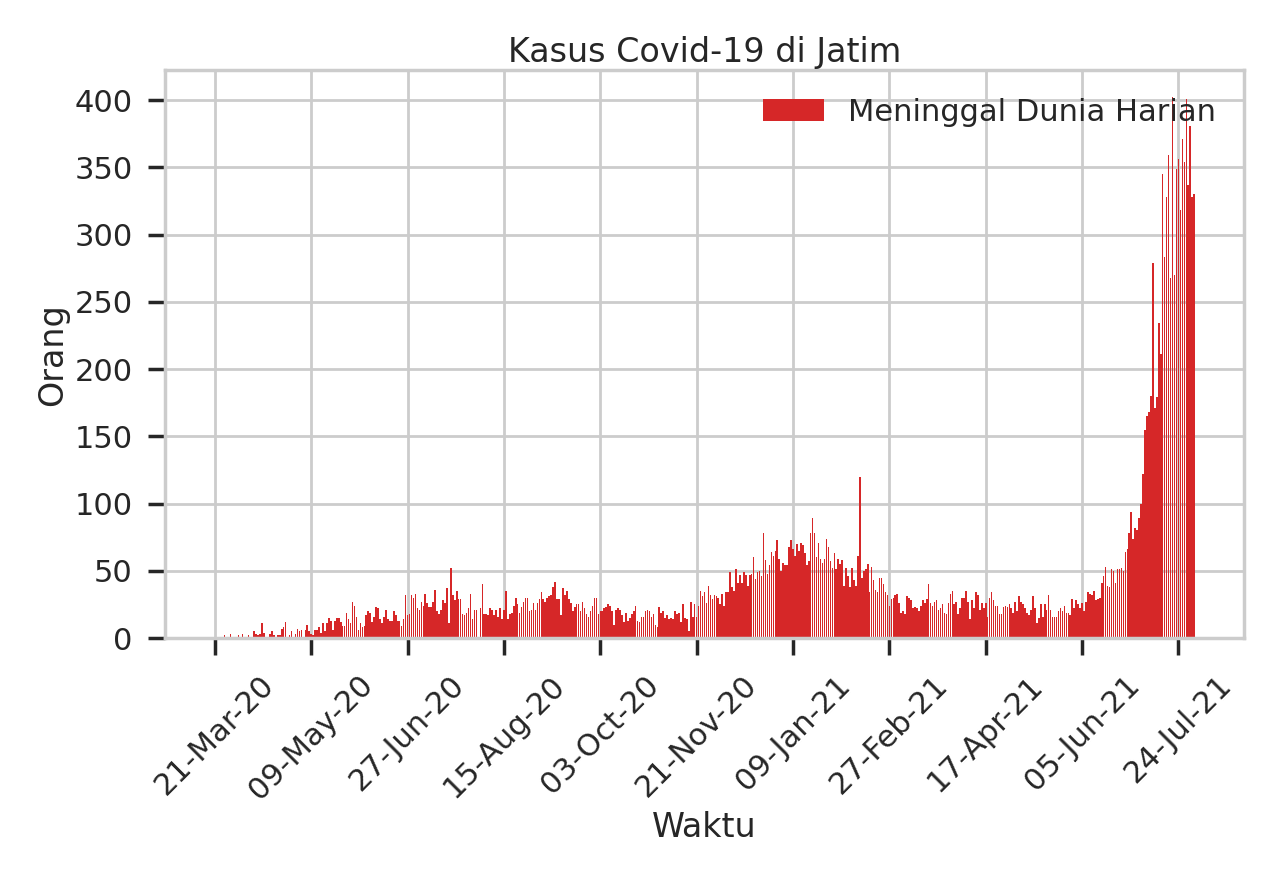 Kasus Covid-19 di Jatim
Meninggal Dunia Harian
Orang
400
350
300
250
200
150
100
50
0
21-Mar-20
09-May-20
27-Jun-20
15-Aug-20
03-Oct-20
21-Nov-20
09-Jan-21
27-Feb-21
17-Apr-21
05-Jun-21
24-Jul-21
Waktu